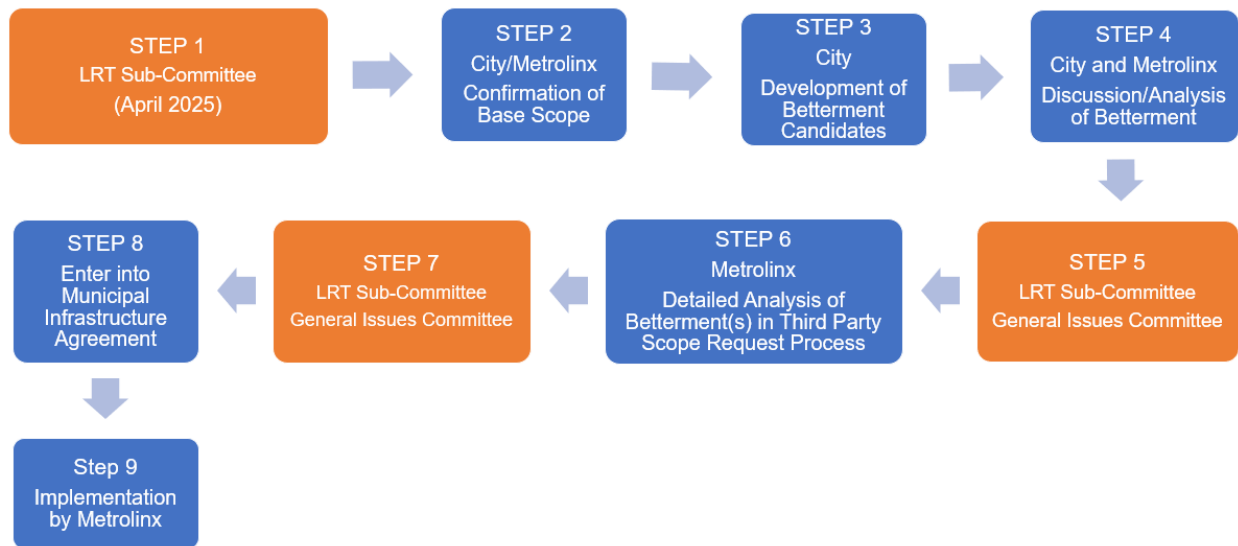 STEP 1
LRT Sub-Committee
(April 2025)
STEP 2
City/Metrolinx
Confirmation of
Base Scope
STEP 3
City
Development of
Betterment
Candidates
STEP 4
City and Metrolinx
Discussion/Analysis
of Betterment
STEP 5
LRT Sub-Committee
General Issues Committee
STEP 6
Metrolinx
Detailed Analysis of
Betterment(s) in Third Party
Scope Request Process
STEP 7
LRT Sub-Committee
General Issues Committee
STEP 8
Enter into
Municipal
Infrastructure
Agreement
Step 9
Implementation
by Metrolinx